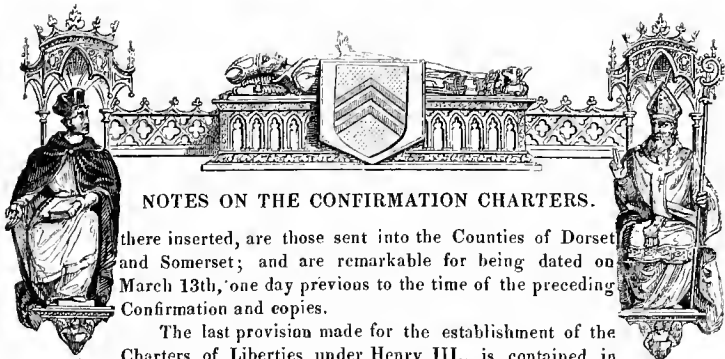 NOTES ON THE CONFIRMATION CHARTERS.
there inserted, are those sent into the Counties of Dorset
and Somerset; and are remarkable for being dated on
March 13th, one day previous to the time of the preceding
Confirmation and copies.
The last provision made for the establishment of the
Charters of Liberties under Henry III., is contained in